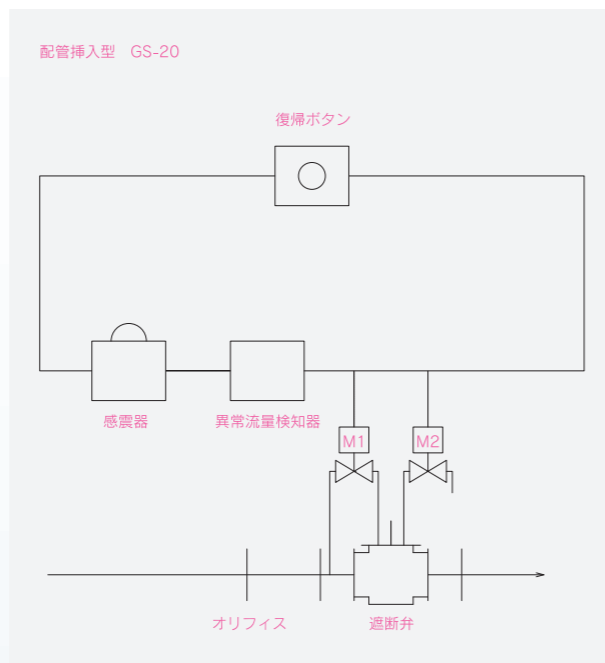 配管挿入型　GS-20
復帰ボタン
感震器
異常流量検知器
M1
M2
オリフィス
遮断弁